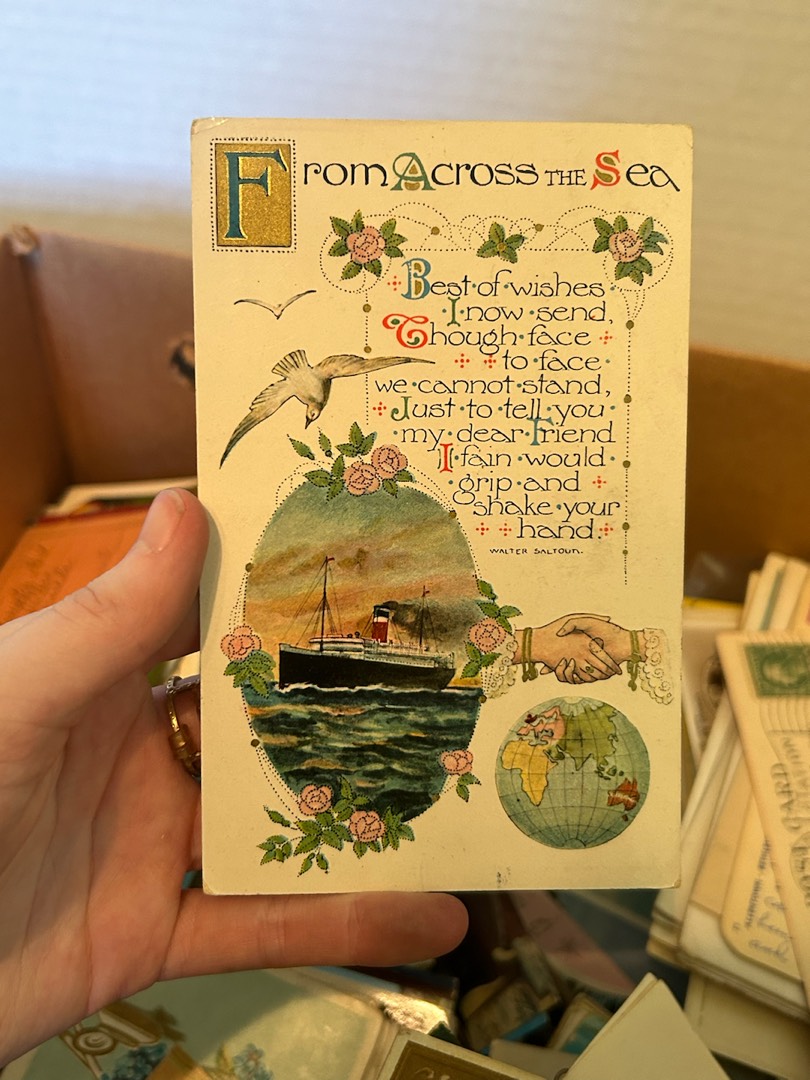 From Across the Sea
Best·of·wishes·
·I·now·send,
Though·face·
·to·face·
we·cannot·stand,
Just·to·tell·you·
·my·dear·Friend
I·fain·would·
·grip·and·
shake·your
·hand.·
WALTER SALTOUN.
CARD